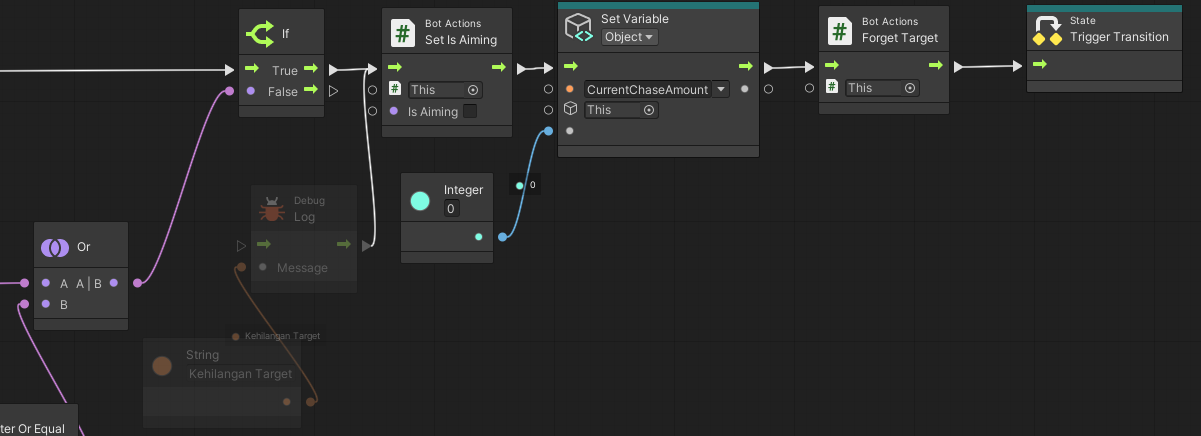 If
True
False
Bot Actions
Set Is Aiming
This
Is Aiming
Set Variable
Object
CurrentChaseAmount
This
Bot Actions
Forget Target
This
State
Trigger Transition
Integer
0
0
Debug
Log
Message
Or
A A|B
B
Kehilangan Target
String
Kehilangan Target
ter Or Equal